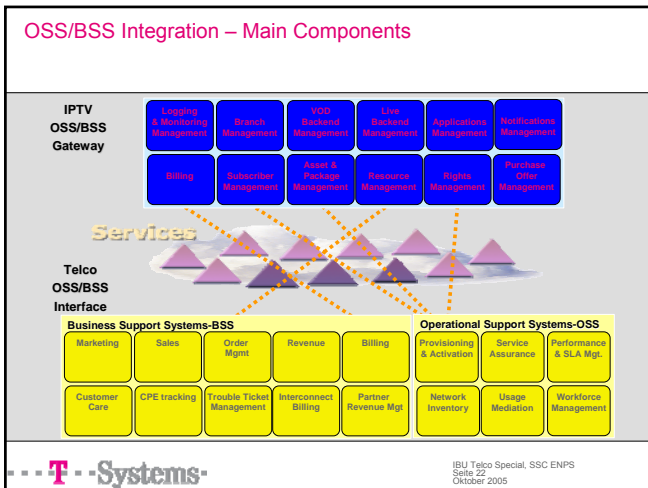 OSS/BSS Integration – Main Components
IPTV
OSS/BSS
Gateway
Logging
& Monitoring
Management
Branch
Management
VOD
Backend
Management
Live
Backend
Management
Applications
Management
Notifications
Management
Billing
Subscriber
Management
Asset &
Package
Management
Resource
Management
Rights
Management
Purchase
Offer
Management
Services
Telco
OSS/BSS
Interface
Business Support Systems-BSS
Marketing
Sales
Order
Mgmt
Revenue
Billing
Customer
Care
CPE tracking
Trouble Ticket
Management
Interconnect
Billing
Partner
Revenue Mgt
Operational Support Systems-OSS
Provisioning
& Activation
Service
Assurance
Performance
& SLA Mgt.
Network
Inventory
Usage
Mediation
Workforce
Management
T Systems
IBU Telco Special, SSC ENPS
Seite 22
Oktober 2005